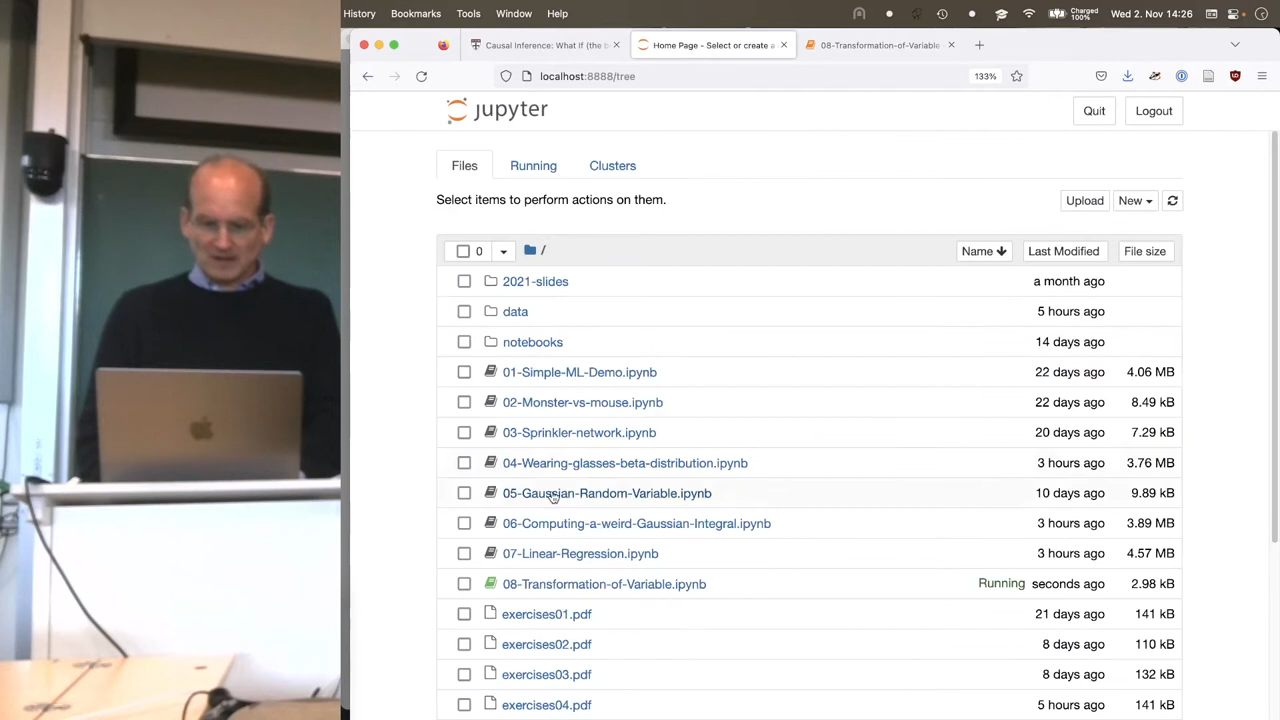 History Bookmarks Tools Window Help Charged 100% Wed 2. Nov 14:26
Causal Inference: What If (the b Home Page - Select or create a 08-Transformation-of-Variable
localhost:8888/tree 133%
jupyter Quit Logout
Files Running Clusters
Select items to perform actions on them. Upload New
0 / Name Last Modified File size
2021-slides a month ago
data 5 hours ago
notebooks 14 days ago
01-Simple-ML-Demo.ipynb 22 days ago 4.06 MB
02-Monster-vs-mouse.ipynb 22 days ago 8.49 kB
03-Sprinkler-network.ipynb 20 days ago 7.29 kB
04-Wearing-glasses-beta-distribution.ipynb 3 hours ago 3.76 MB
05-Gaussian-Random-Variable.ipynb 10 days ago 9.89 kB
06-Computing-a-weird-Gaussian-Integral.ipynb 3 hours ago 3.89 MB
07-Linear-Regression.ipynb 3 hours ago 4.57 MB
08-Transformation-of-Variable.ipynb Running seconds ago 2.98 kB
exercises01.pdf 21 days ago 141 kB
exercises02.pdf 8 days ago 110 kB
exercises03.pdf 8 days ago 132 kB
exercises04.pdf 5 hours ago 141 kB